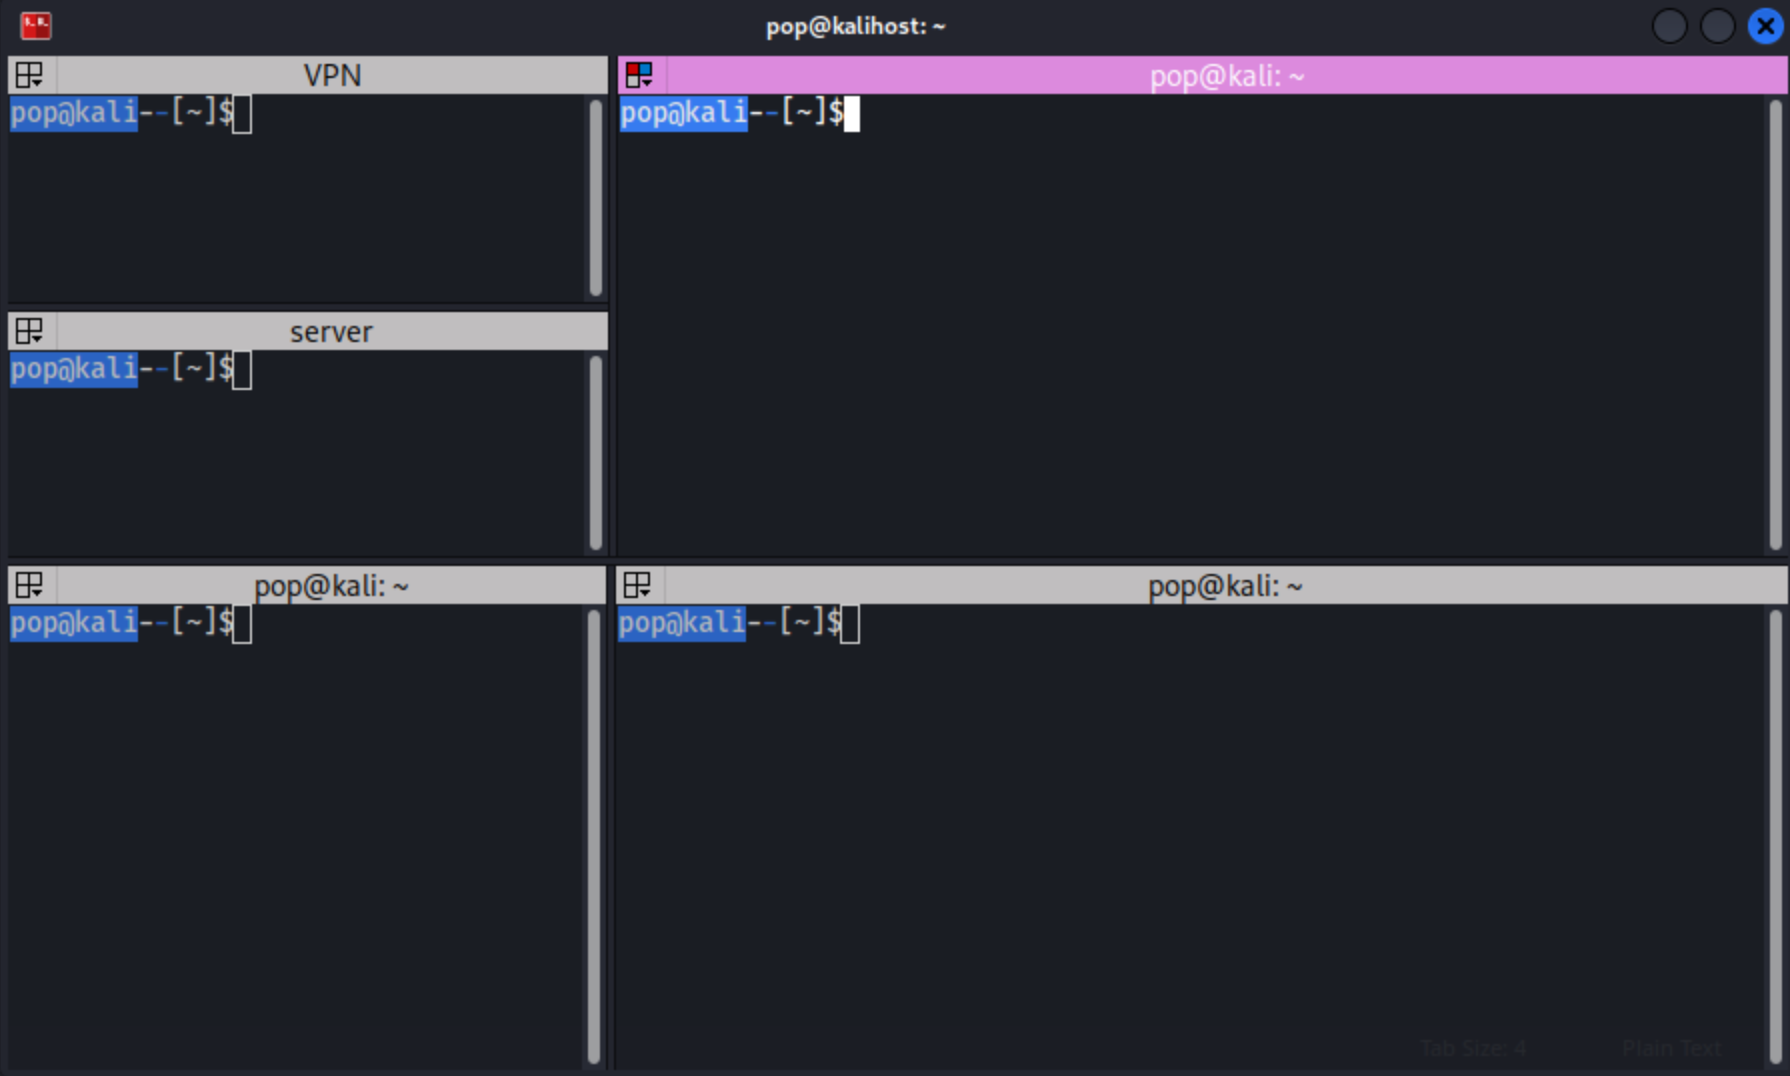 pop@kalihost: ~
VPN
pop@kali--[~]$
pop@kali: ~
pop@kali--[~]$
server
pop@kali--[~]$
pop@kali: ~
pop@kali--[~]$
pop@kali: ~
pop@kali--[~]$
Tab Size: 4
Plain Text